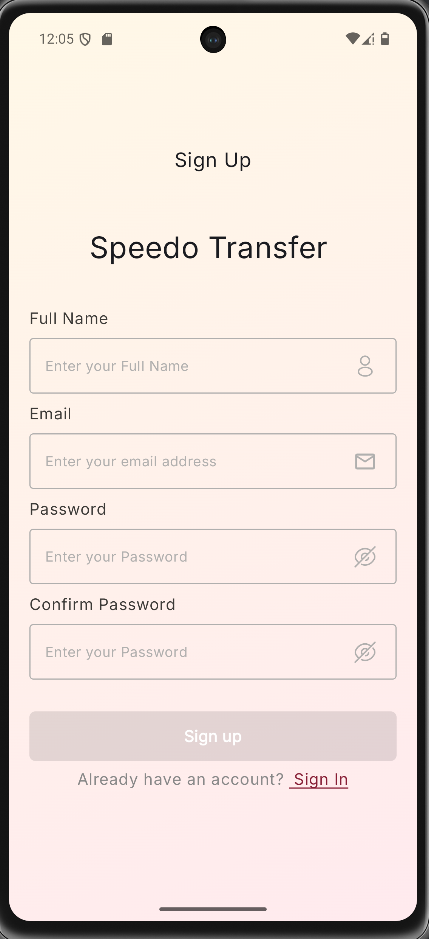 12:05
Sign Up
Speedo Transfer
Full Name
Enter your Full Name
Email
Enter your email address
Password
Enter your Password
Confirm Password
Enter your Password
Sign up
Already have an account? Sign In